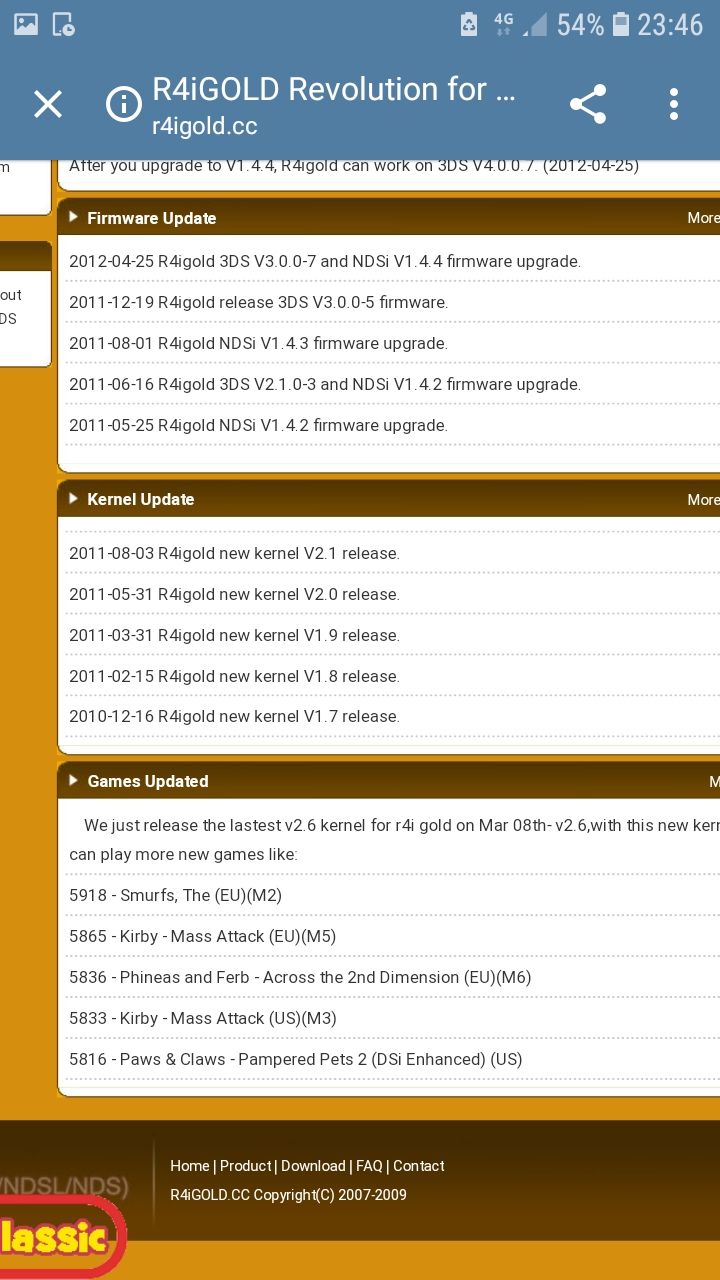 4G 54% 23:46
R4iGOLD Revolution for ...
r4igold.cc
m
After you upgrade to V1.4.4, R4igold can work on 3DS V4.0.0.7. (2012-04-25)
Firmware Update More
2012-04-25 R4igold 3DS V3.0.0-7 and NDSi V1.4.4 firmware upgrade.
out
2011-12-19 R4igold release 3DS V3.0.0-5 firmware.
DS
2011-08-01 R4igold NDSi V1.4.3 firmware upgrade.
2011-06-16 R4igold 3DS V2.1.0-3 and NDSi V1.4.2 firmware upgrade.
2011-05-25 R4igold NDSi V1.4.2 firmware upgrade.
Kernel Update More
2011-08-03 R4igold new kernel V2.1 release.
2011-05-31 R4igold new kernel V2.0 release.
2011-03-31 R4igold new kernel V1.9 release.
2011-02-15 R4igold new kernel V1.8 release.
2010-12-16 R4igold new kernel V1.7 release.
Games Updated M
We just release the lastest v2.6 kernel for r4i gold on Mar 08th- v2.6,with this new kern
can play more new games like:
5918 - Smurfs, The (EU)(M2)
5865 - Kirby - Mass Attack (EU)(M5)
5836 - Phineas and Ferb - Across the 2nd Dimension (EU)(M6)
5833 - Kirby - Mass Attack (US)(M3)
5816 - Paws & Claws - Pampered Pets 2 (DSi Enhanced) (US)
Home | Product | Download | FAQ | Contact
/NDSL/NDS)
R4iGOLD.CC Copyright(C) 2007-2009
lassic